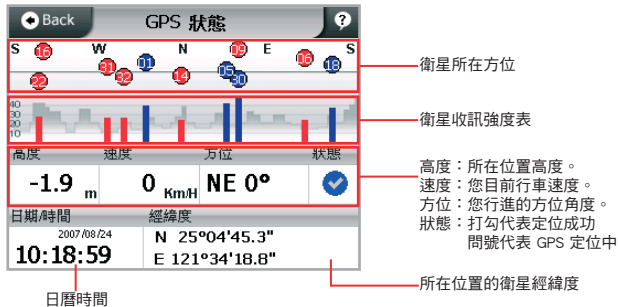 Back GPS 狀態 ?
S W N E S
16 01 09 06 18
31 32 14 05 30
22
衛星所在方位
40
30
20
10
衛星收訊強度表
高度 速度 方位 狀態
-1.9 m 0 Km/H NE 0°
高度：所在位置高度。
速度：您目前行車速度。
方位：您行進的方位角度。
狀態：打勾代表定位成功
問號代表 GPS 定位中
日期/時間 經緯度
2007/08/24
10:18:59
N 25°04'45.3"
E 121°34'18.8"
所在位置的衛星經緯度
日曆時間